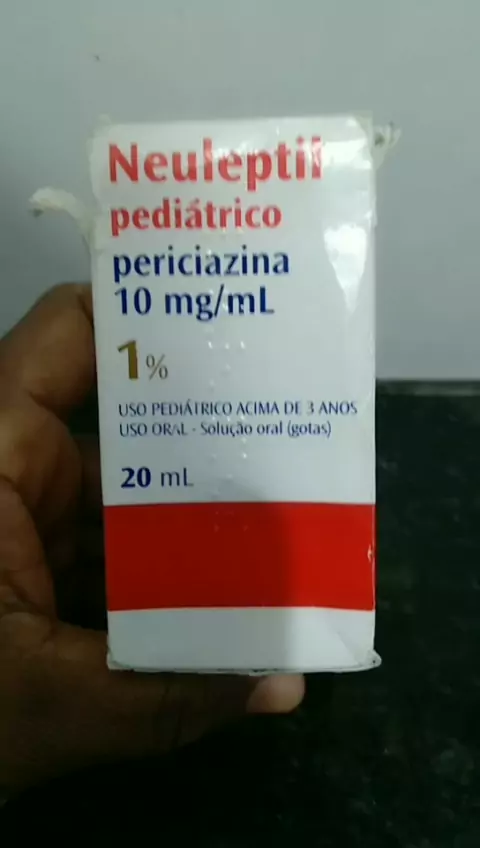 Neuleptil
pediátrico
periciazina
10 mg/mL
1%
USO PEDIÁTRICO ACIMA DE 3 ANOS
USO ORAL - Solução oral (gotas)
20 mL